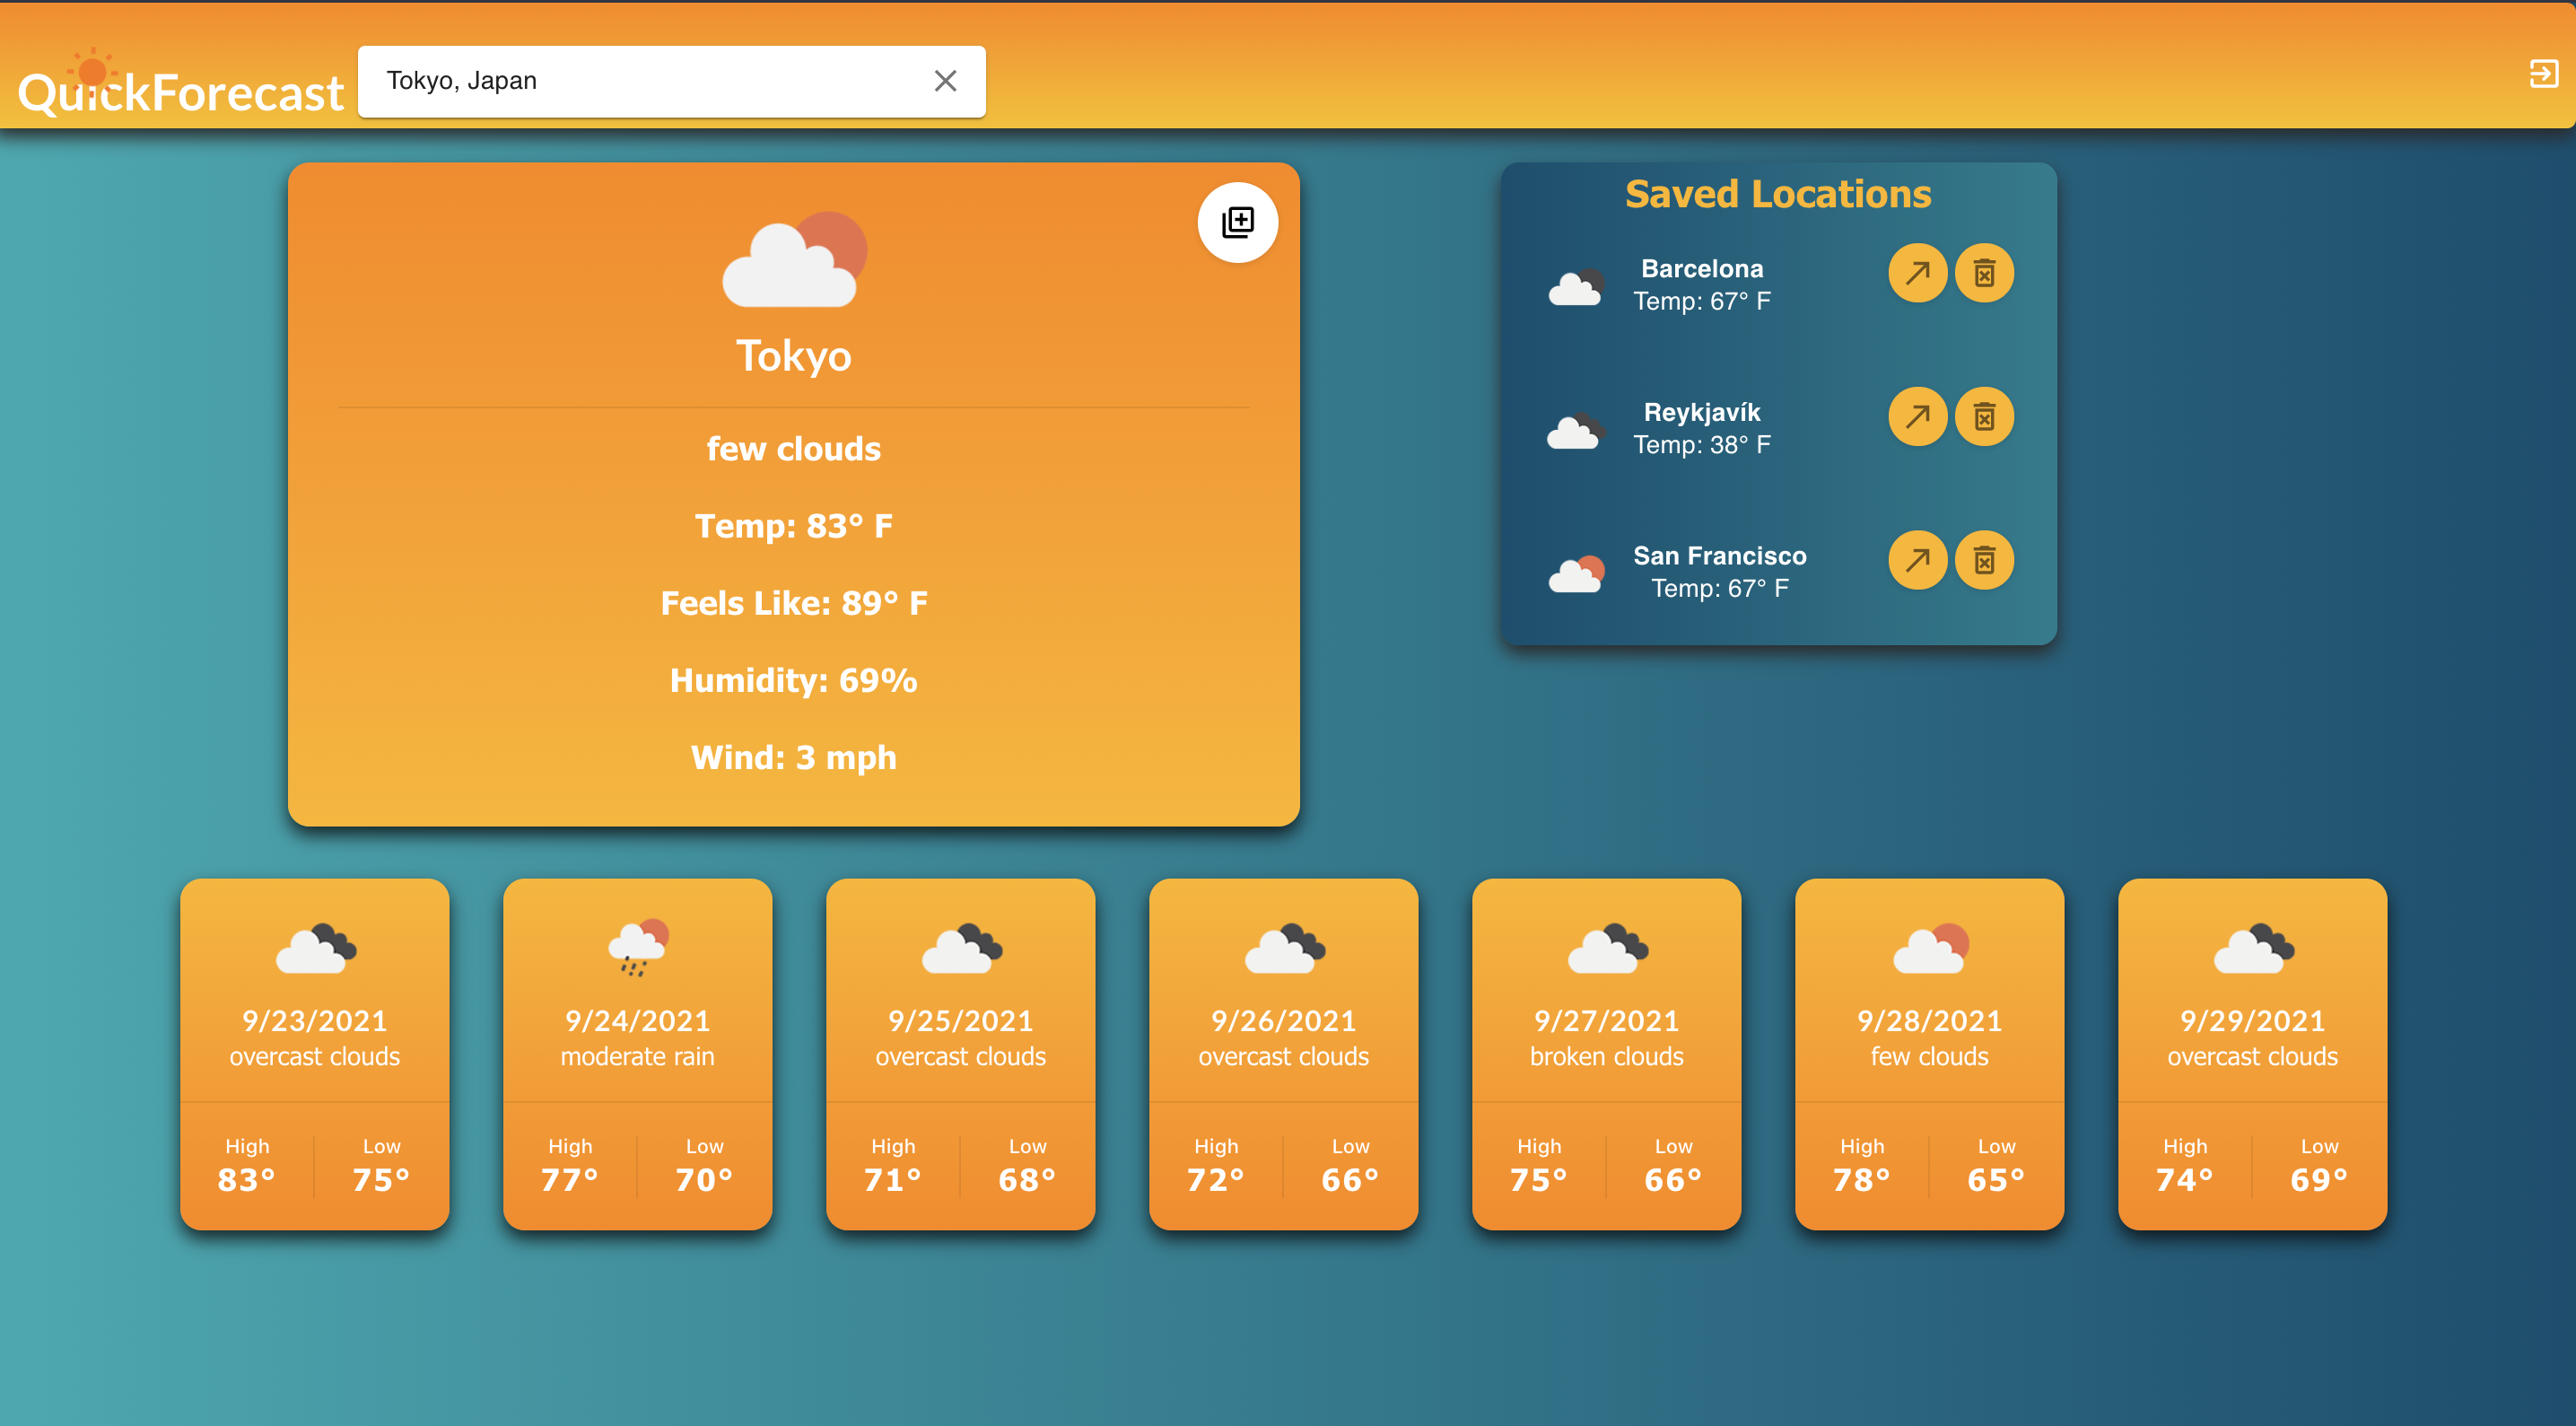 QuickForecast
Tokyo, Japan
Tokyo
few clouds
Temp: 83° F
Feels Like: 89° F
Humidity: 69%
Wind: 3 mph
Saved Locations
Barcelona
Temp: 67° F
Reykjavík
Temp: 38° F
San Francisco
Temp: 67° F
9/23/2021
overcast clouds
High Low
83° 75°
9/24/2021
moderate rain
High Low
77° 70°
9/25/2021
overcast clouds
High Low
71° 68°
9/26/2021
overcast clouds
High Low
72° 66°
9/27/2021
broken clouds
High Low
75° 66°
9/28/2021
few clouds
High Low
78° 65°
9/29/2021
overcast clouds
High Low
74° 69°